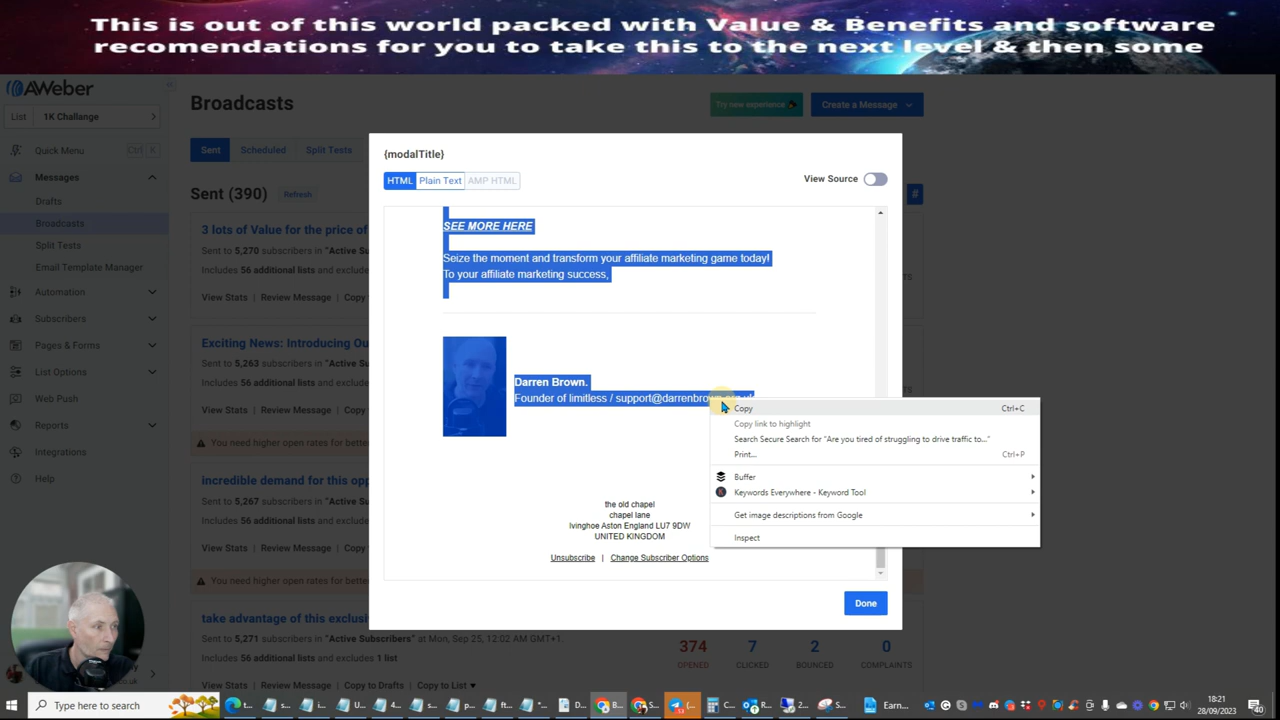 This is out of this world packed with Value & Benefits and software
recomendations for you to take this to the next level & then some
AWeber
List 1K Challange
Quick Menu Ctrl K
Messages
Drafts
Broadcasts
Split Tests
Email Template Manager
Automation
Subscribers
Pages & Forms
List Options
Web Push
Reports
Integrations
Help
Broadcasts
Try new experience
Create a Message
Sent Scheduled Split Tests
Sent (390) Refresh
#
3 lots of Value for the price of
Sent to 5,270 subscribers in "Active S
Includes 56 additional lists and exclude
View Stats | Review Message | Copy
Exciting News: Introducing Ou
Sent to 5,263 subscribers in "Active S
Includes 56 additional lists and exclude
View Stats | Review Message | Copy t
You need higher open rates for bette
incredible demand for this opp
Sent to 5,267 subscribers in "Active S
Includes 56 additional lists and exclude
View Stats | Review Message | Copy t
You need higher open rates for bette
take advantage of this exclusi
Sent to 5,271 subscribers in "Active Subscribers" at Mon, Sep 25, 12:02 AM GMT+1.
Includes 56 additional lists and excludes 1 list
View Stats | Review Message | Copy to Drafts | Copy to List
374 7 2 0
OPENED CLICKED BOUNCED COMPLAINTS
{modalTitle}
HTML Plain Text AMP HTML
View Source
SEE MORE HERE
Seize the moment and transform your affiliate marketing game today!
To your affiliate marketing success,
Darren Brown.
Founder of limitless / support@darrenbrown.org.uk
the old chapel
chapel lane
Ivinghoe Aston England LU7 9DW
UNITED KINGDOM
Unsubscribe | Change Subscriber Options
Done
Copy Ctrl+C
Copy link to highlight
Search Secure Search for "Are you tired of struggling to drive traffic to..."
Print... Ctrl+P
Buffer
Keywords Everywhere - Keyword Tool
Get image descriptions from Google
Inspect
Type here to search
Earn...
18:21
28/09/2023
40